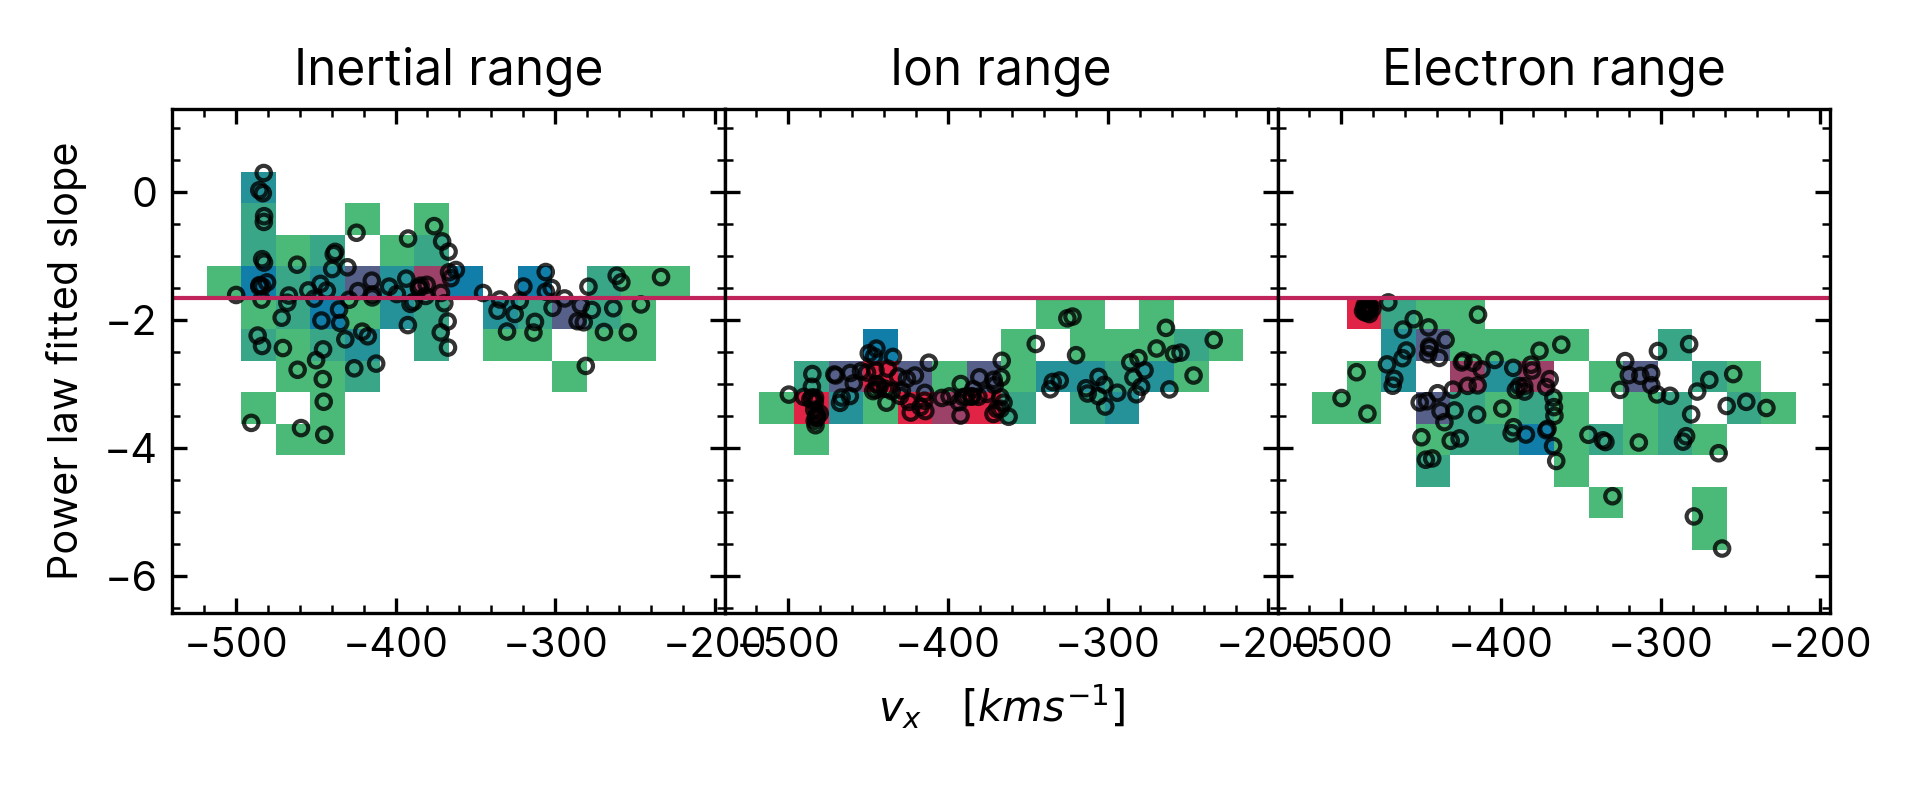 Inertial range Ion range Electron range
Power law fitted slope
0
−2
−4
−6
−500 −400 −300 −200 −500 −400 −300 −200 −500 −400 −300 −200
v_x [kms⁻¹]